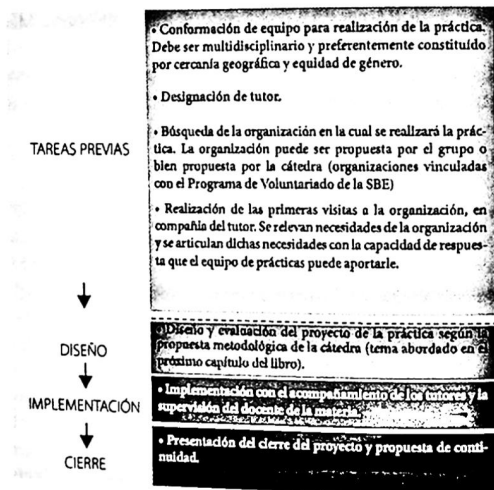 TAREAS PREVIAS
• Conformación de equipo para realización de la práctica.
Debe ser multidisciplinario y preferentemente constituído
por cercanía geográfica y equidad de género.
• Designación de tutor.
• Búsqueda de la organización en la cual se realizará la prác-
tica. La organización puede ser propuesta por el grupo o
bien propuesta por la cátedra (organizaciones vinculadas
con el Programa de Voluntariado de la SBE)
• Realización de las primeras visitas a la organización, en
compañía del tutor. Se relevan necesidades de la organización
y se articulan dichas necesidades con la capacidad de respues-
ta que el equipo de prácticas puede aportarle.
DISEÑO
• Diseño y evaluación del proyecto de la práctica según la
propuesta metodológica de la cátedra (tema abordado en el
próximo capítulo del libro).
IMPLEMENTACIÓN
• Implementación con el acompañamiento de los tutores y la
supervisión del docente de la materia.
CIERRE
• Presentación del cierre del proyecto y propuesta de conti-
nuidad.